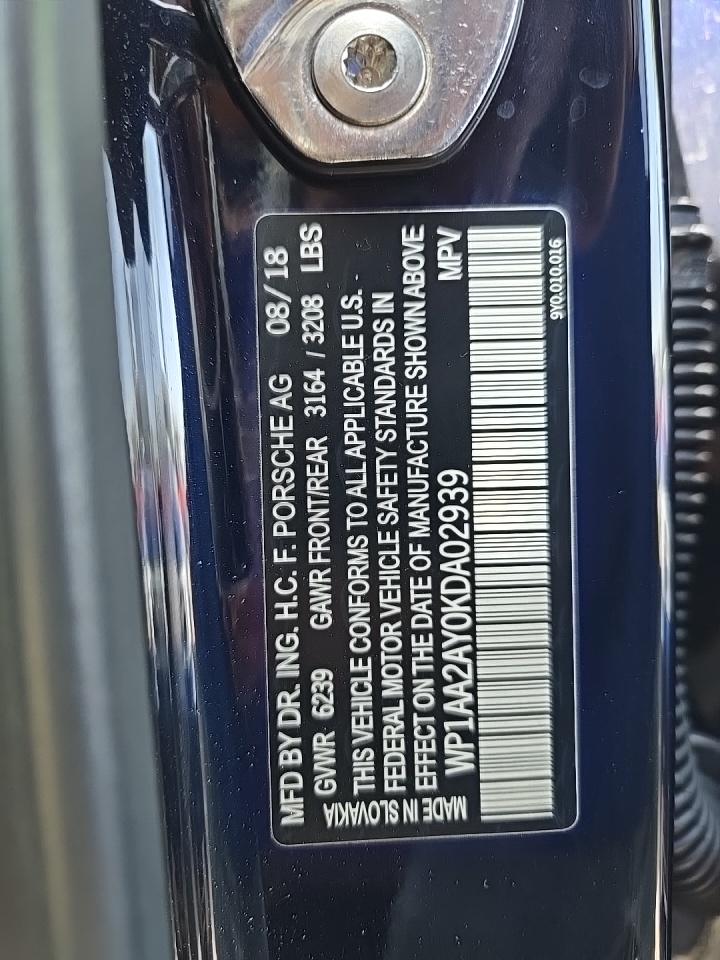 MFD BY DR. ING. H.C. F. PORSCHE AG 08/18
GVWR 6239 GAWR FRONT/REAR 3164 / 3208 LBS
THIS VEHICLE CONFORMS TO ALL APPLICABLE U.S.
FEDERAL MOTOR VEHICLE SAFETY STANDARDS IN
EFFECT ON THE DATE OF MANUFACTURE SHOWN ABOVE
WP1AA2AY0KDA02939 MPV
MADE IN SLOVAKIA
9Y0.010.016